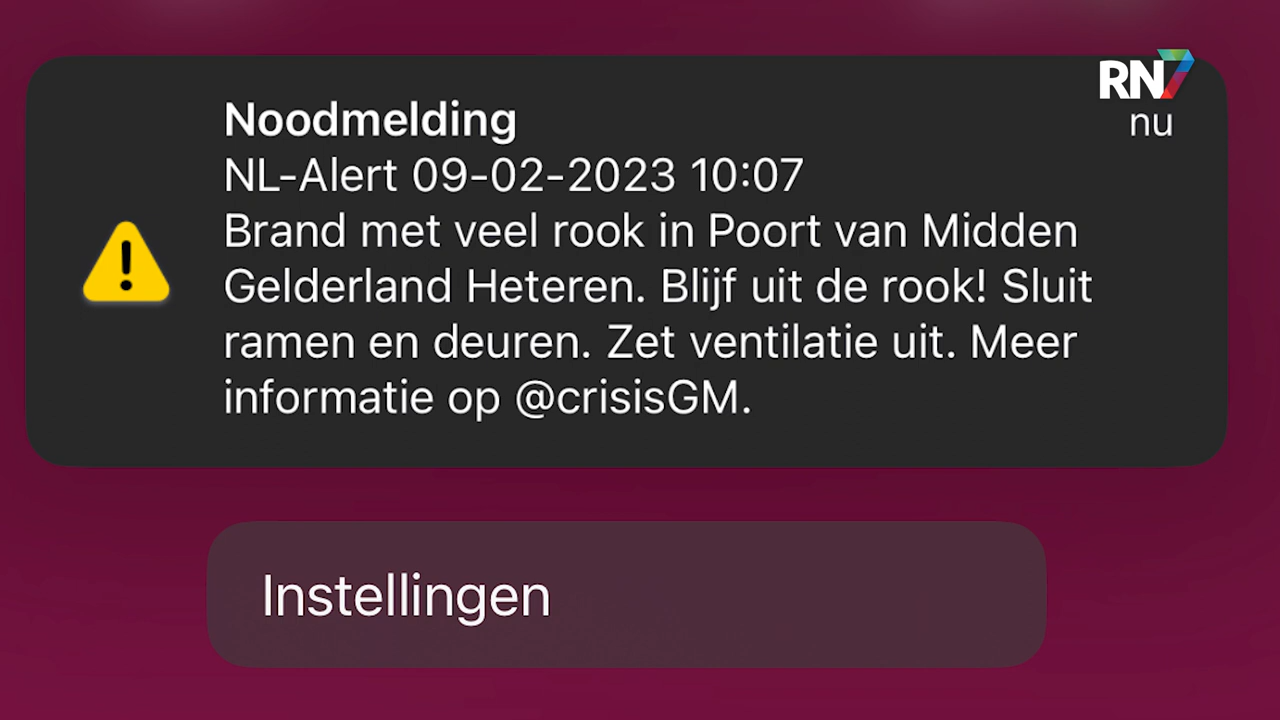 RN7
Noodmelding
nu
NL-Alert 09-02-2023 10:07
Brand met veel rook in Poort van Midden
Gelderland Heteren. Blijf uit de rook! Sluit
ramen en deuren. Zet ventilatie uit. Meer
informatie op @crisisGM.
Instellingen